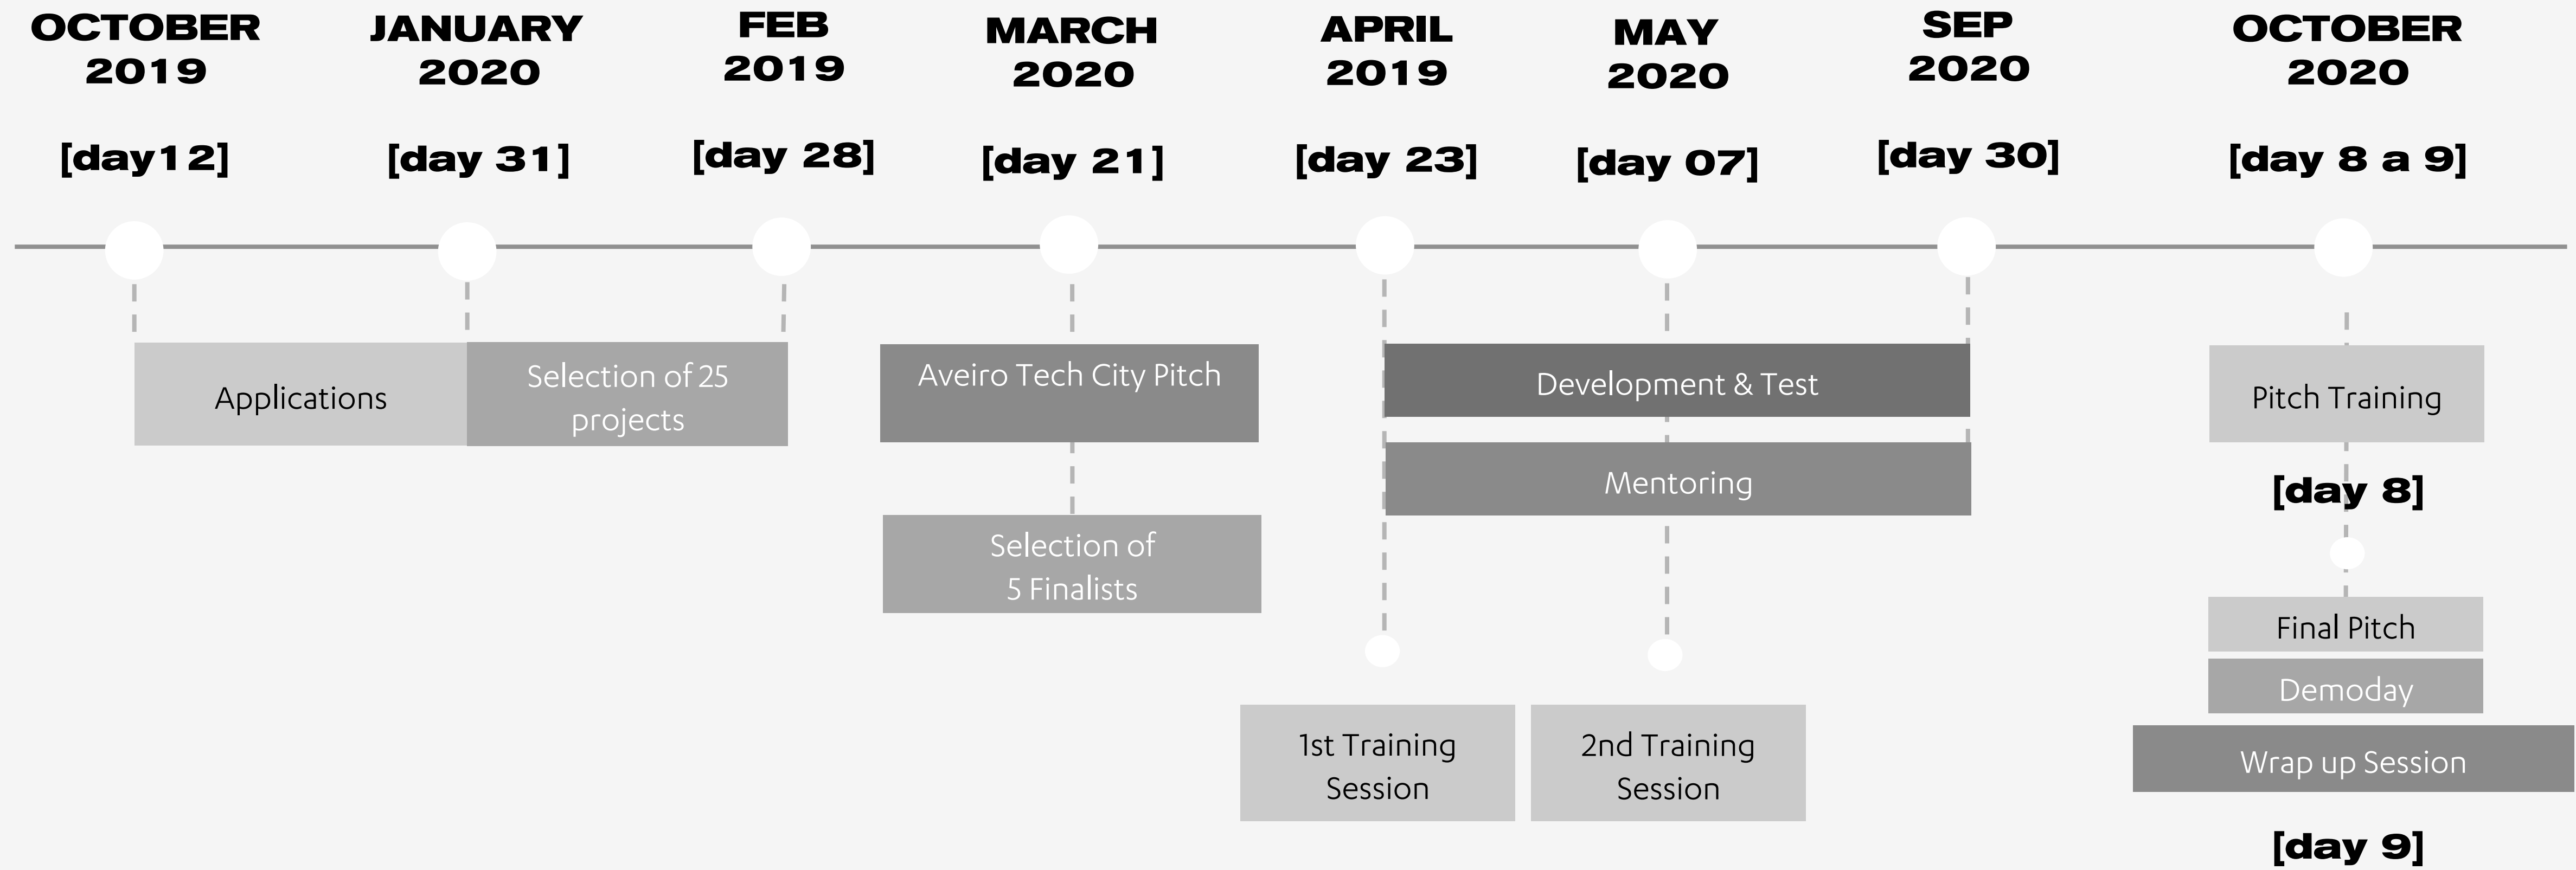 OCTOBER
2019
[day12]
JANUARY
2020
[day 31]
FEB
2019
[day 28]
MARCH
2020
[day 21]
APRIL
2019
[day 23]
MAY
2020
[day 07]
SEP
2020
[day 30]
OCTOBER
2020
[day 8 a 9]
Applications
Selection of 25
projects
Aveiro Tech City Pitch
Selection of
5 Finalists
Development & Test
Mentoring
1st Training
Session
2nd Training
Session
Pitch Training
[day 8]
Final Pitch
Demoday
Wrap up Session
[day 9]